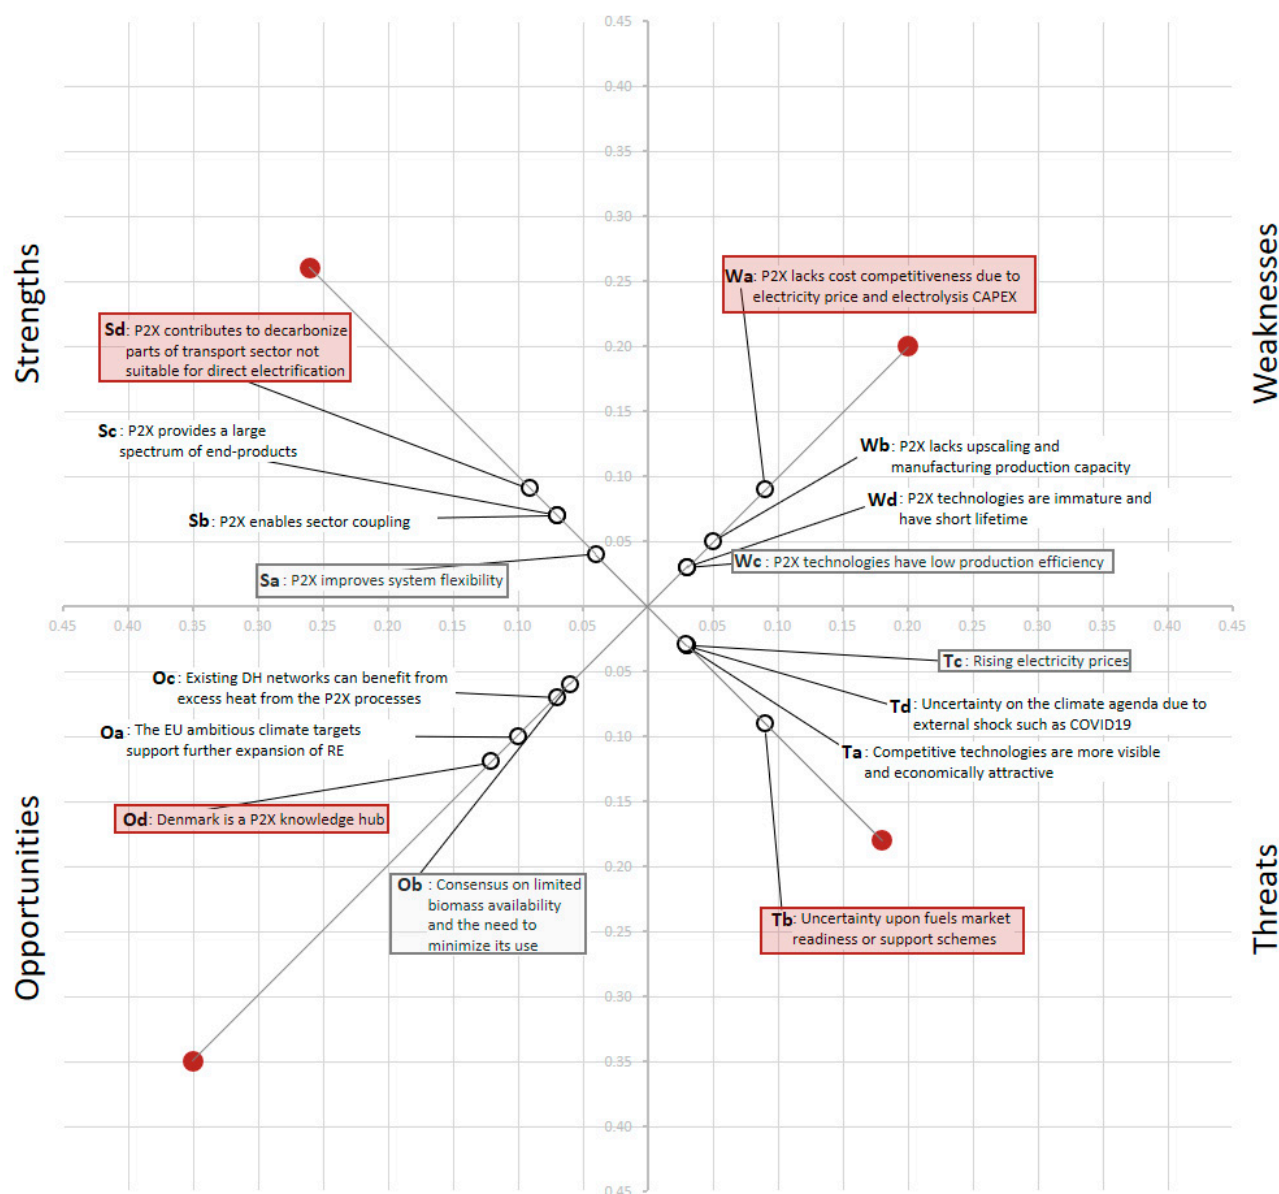 0.45
0.40
0.35
0.30
0.25
0.20
0.15
0.10
0.05
Strengths
Weaknesses
Sd: P2X contributes to decarbonize
parts of transport sector not
suitable for direct electrification
Sc : P2X provides a large
spectrum of end-products
Sb : P2X enables sector coupling
Sa : P2X improves system flexibility
Wa: P2X lacks cost competitiveness due to
electricity price and electrolysis CAPEX
Wb: P2X lacks upscaling and
manufacturing production capacity
Wd: P2X technologies are immature and
have short lifetime
Wc: P2X technologies have low production efficiency
0.45 0.40 0.35 0.30 0.25 0.20 0.15 0.10 0.05 0.05 0.10 0.15 0.20 0.25 0.30 0.35 0.40 0.45
Oc: Existing DH networks can benefit from
excess heat from the P2X processes
Oa : The EU ambitious climate targets
support further expansion of RE
Od: Denmark is a P2X knowledge hub
Ob : Consensus on limited
biomass availability
and the need to
minimize its use
Tc : Rising electricity prices
Td : Uncertainty on the climate agenda due to
external shock such as COVID19
Ta : Competitive technologies are more visible
and economically attractive
Tb: Uncertainty upon fuels market
readiness or support schemes
Opportunities
Threats
0.05
0.10
0.15
0.20
0.25
0.30
0.35
0.40
0.45